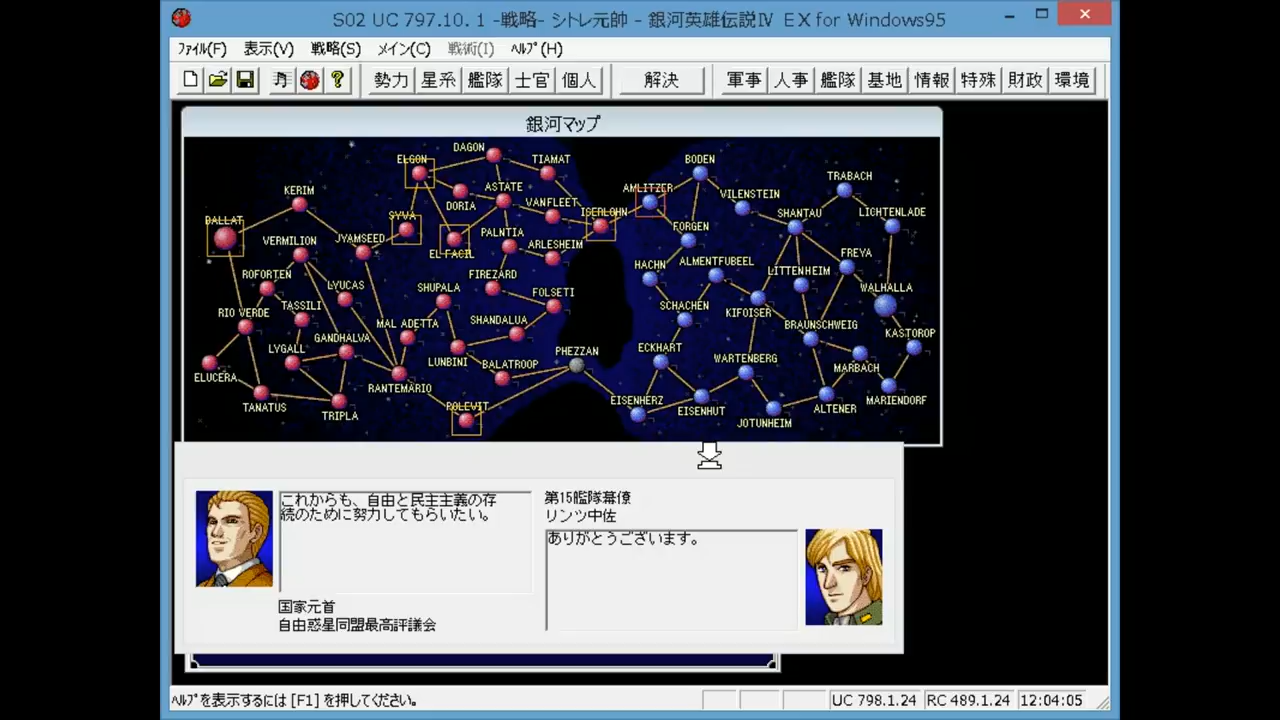 S02 UC 797.10. 1 -戦略- シトレ元帥 - 銀河英雄伝説Ⅳ EX for Windows95
ﾌｧｲﾙ(F) 表示(V) 戦略(S) メイン(C) 戦術(I) ﾍﾙﾌﾟ(H)
勢力 星系 艦隊 士官 個人 解決 軍事 人事 艦隊 基地 情報 特殊 財政 環境
銀河マップ
DAGON
ELGON TIAMAT BODEN
TRABACH
KERIM ASTATE AMLITZER VILENSTEIN
DORIA VANFLEET ISERLOHN SHANTAU LICHTENLADE
BALLAT SYVA
PALNTIA FORGEN
VERMILION JYAMSEED EL FACIL ARLESHEIM FREYA
HACHN ALMENTFUBEEL
ROFORTEN FIREZARD LITTENHEIM
LYUCAS SHUPALA FOLSETI WALHALLA
TASSILI SCHACHEN
RIO VERDE SHANDALUA KIFOISER
MAL ADETTA BRAUNSCHWEIG
GANDHALVA KASTOROP
LYGALL PHEZZAN ECKHART
LUNBINI BALATROOP WARTENBERG
ELUCERA MARBACH
RANTEMARIO
TANATUS POLEVIT EISENHERZ MARIENDORF
TRIPLA EISENHUT ALTENER
JOTUNHEIM
これからも、自由と民主主義の存
続のために努力してもらいたい。
国家元首
自由惑星同盟最高評議会
第15艦隊幕僚
リンツ中佐
ありがとうございます。
ﾍﾙﾌﾟを表示するには [F1] を押してください。
UC 798.1.24 RC 489.1.24 12:04:05